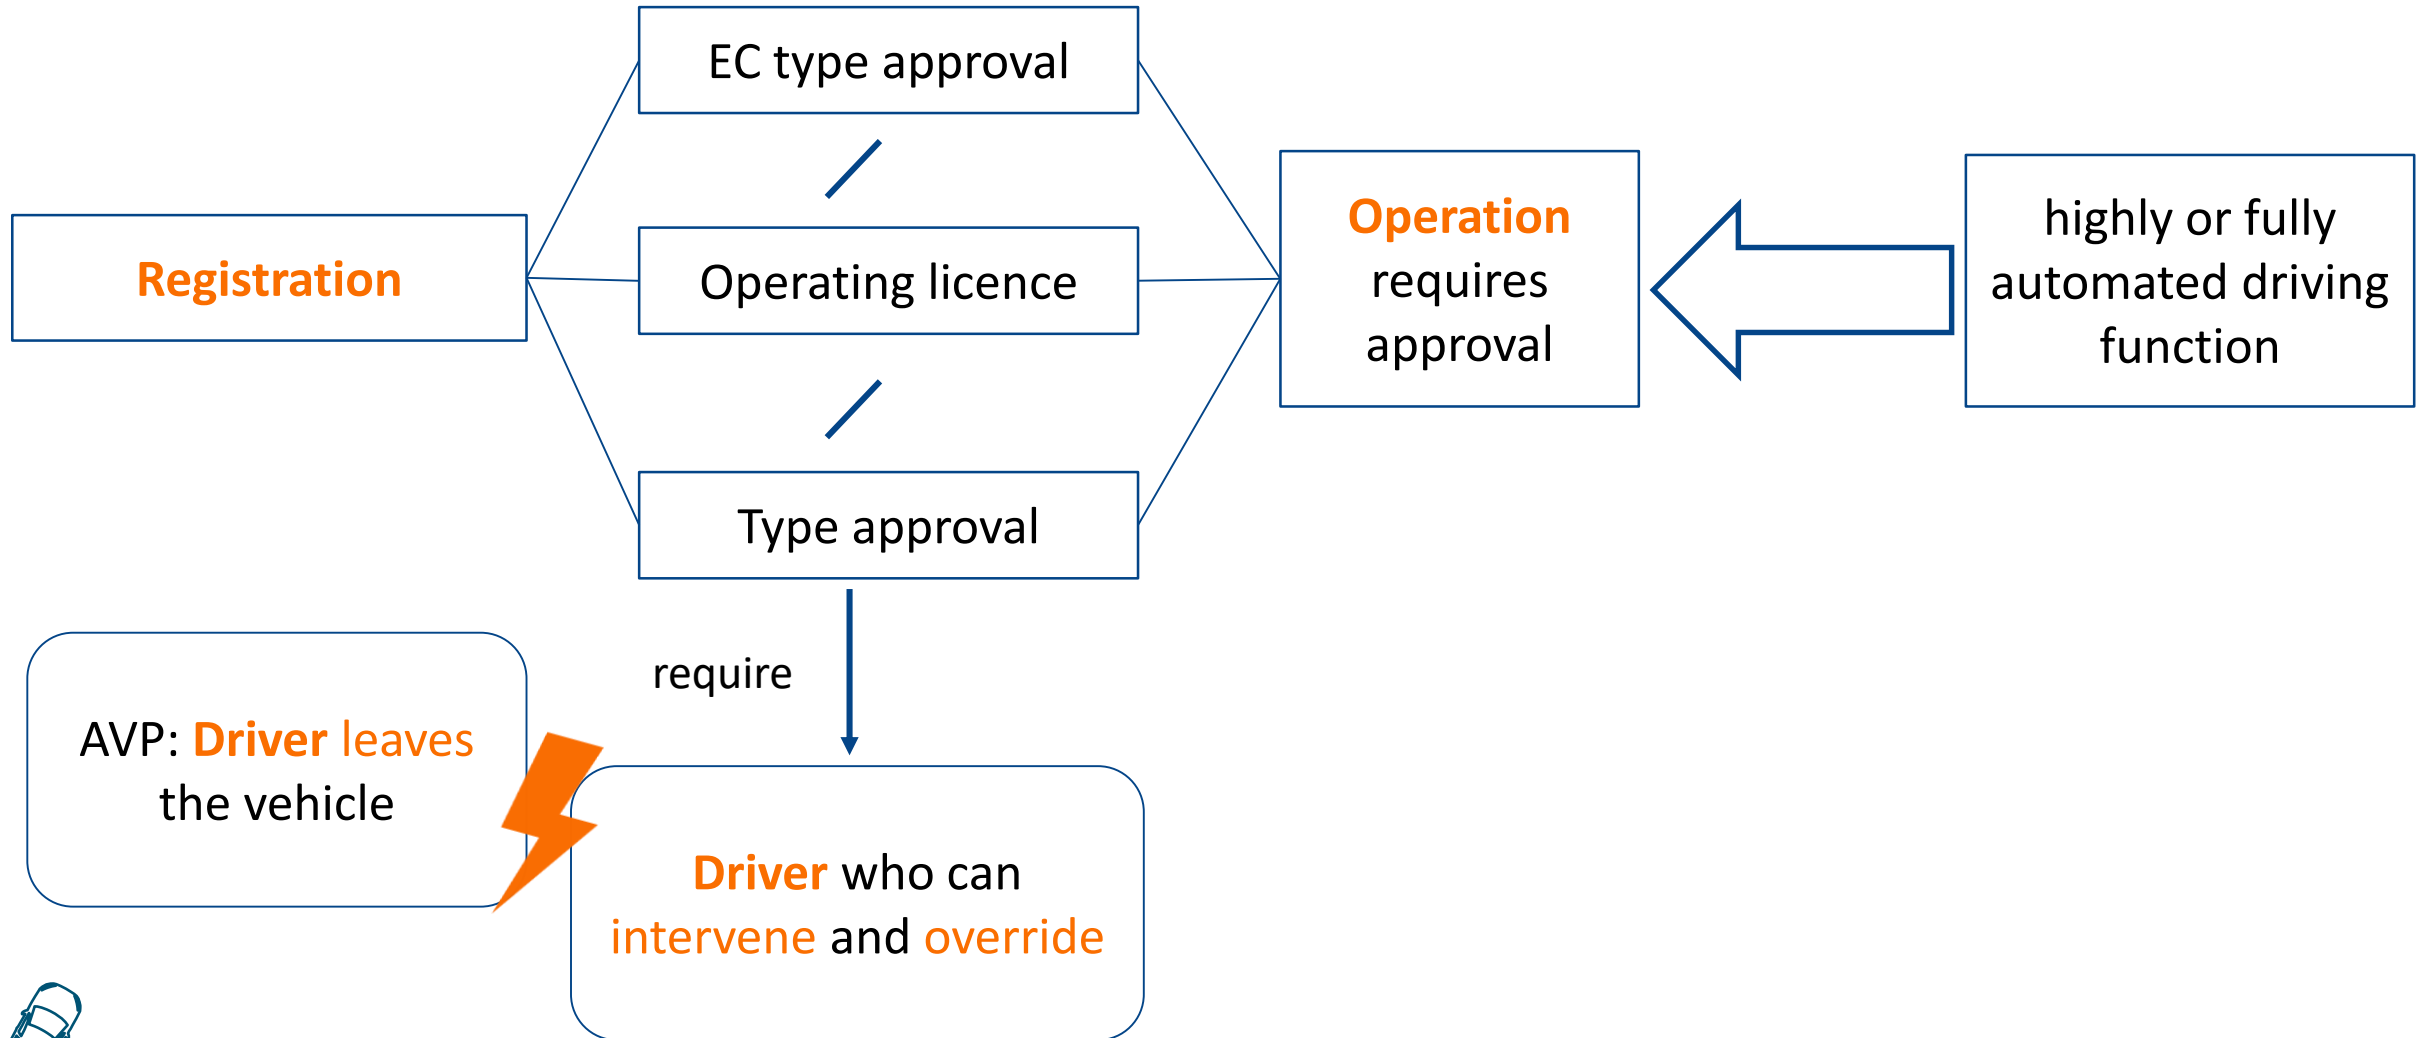 EC type approval
Registration
Operating licence
Type approval
Operation
requires
approval
highly or fully
automated driving
function
require
AVP: Driver leaves
the vehicle
Driver who can
intervene and override